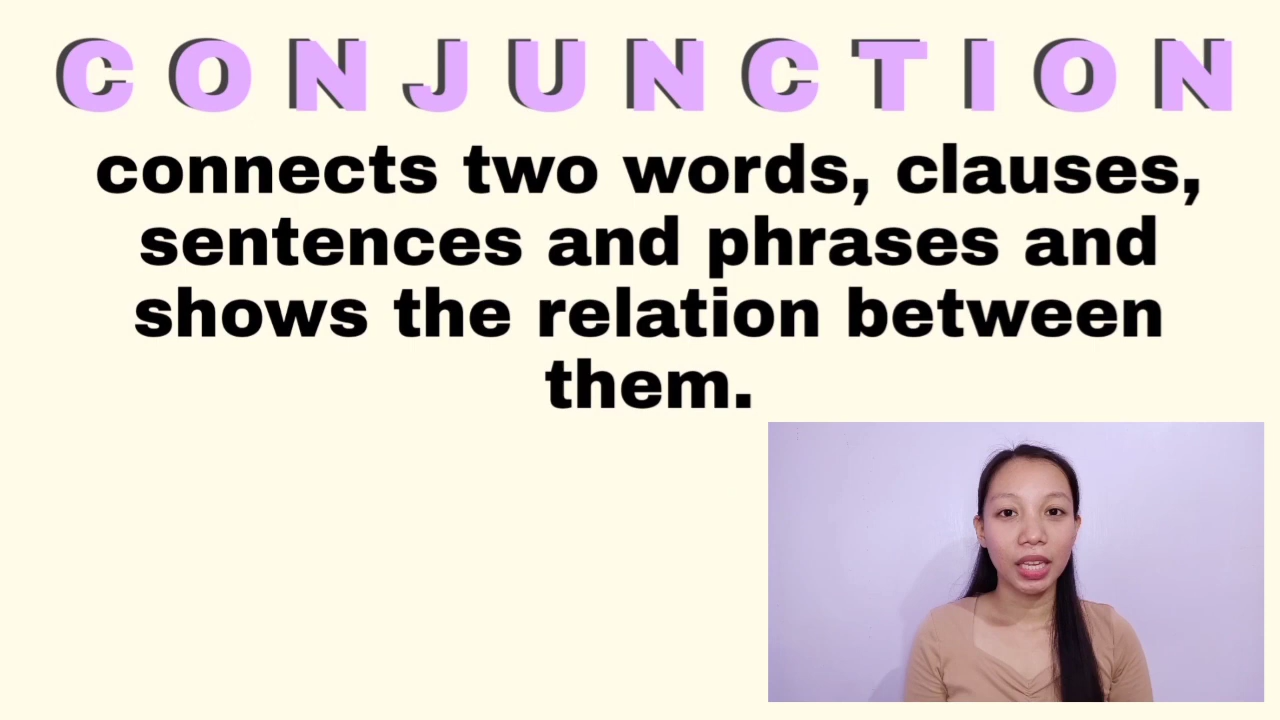 CONJUNCTION
connects two words, clauses,
sentences and phrases and
shows the relation between
them.